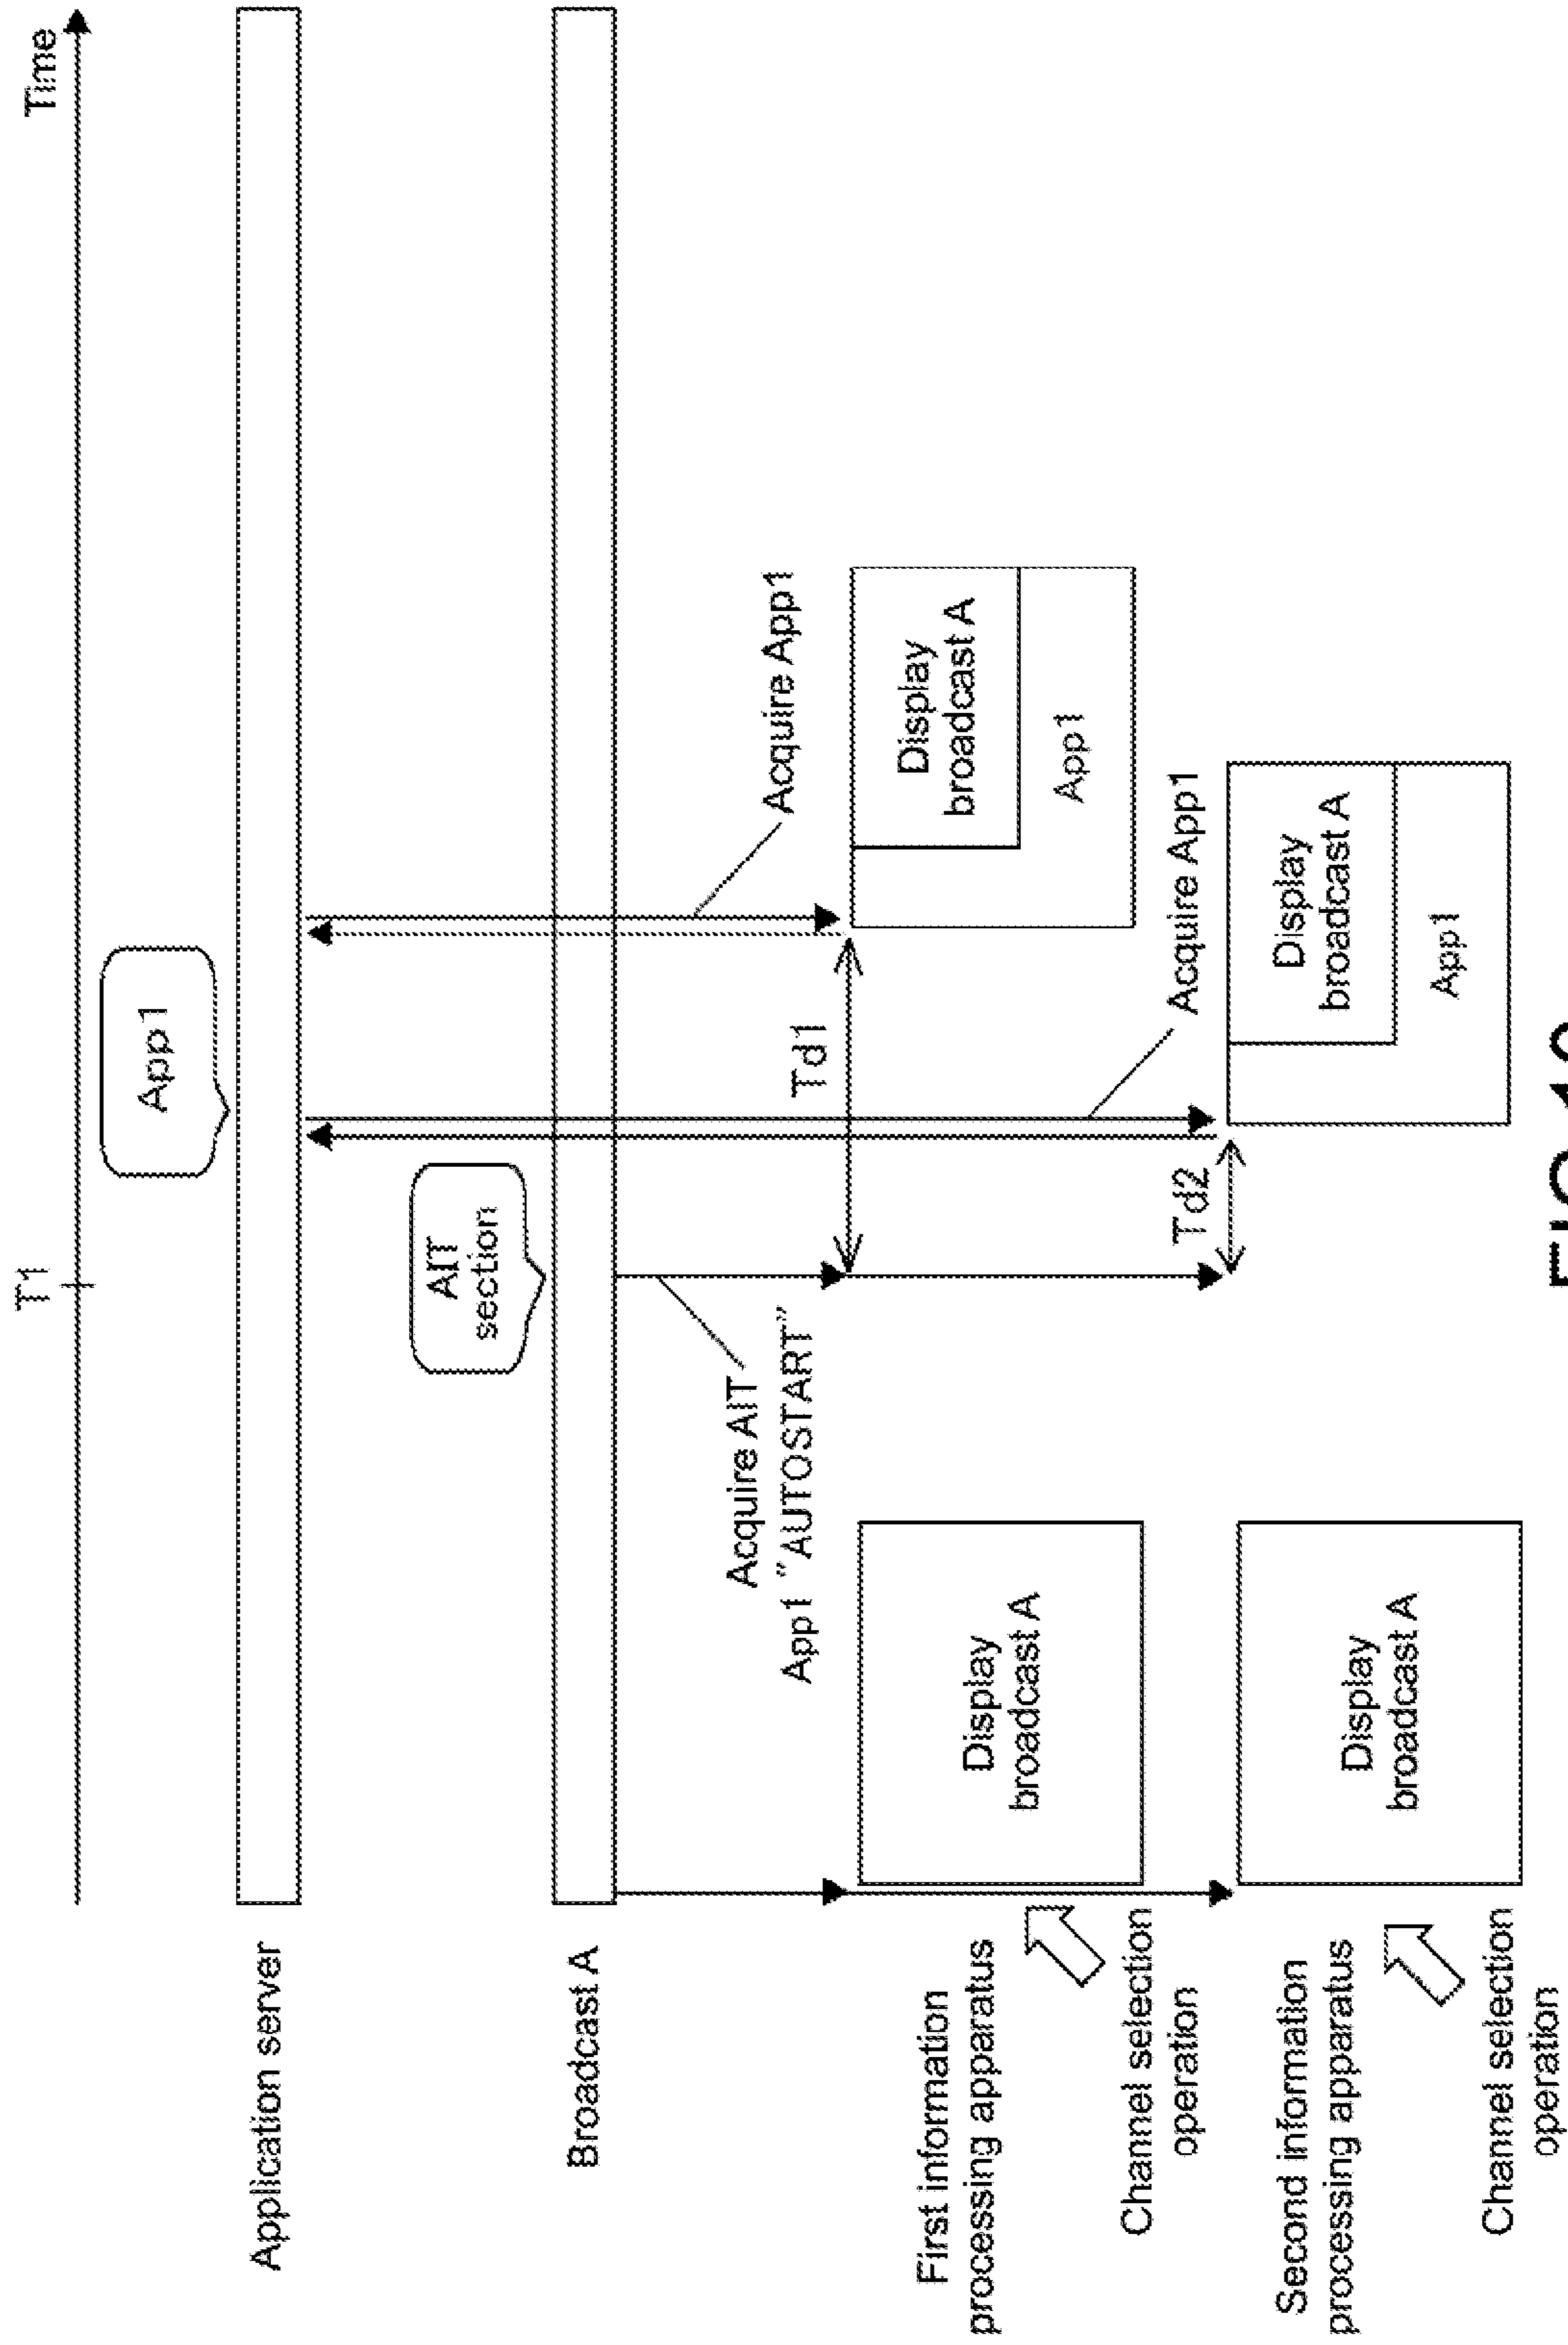 Time
T1
Application server
App1
Broadcast A
AIT
section
Acquire AIT
App1 "AUTOSTART"
Acquire App1
Td1
First information
processing apparatus
Channel selection
operation
Display
broadcast A
Display
broadcast A
App1
Acquire App1
Td2
Second information
processing apparatus
Channel selection
operation
Display
broadcast A
Display
broadcast A
App1